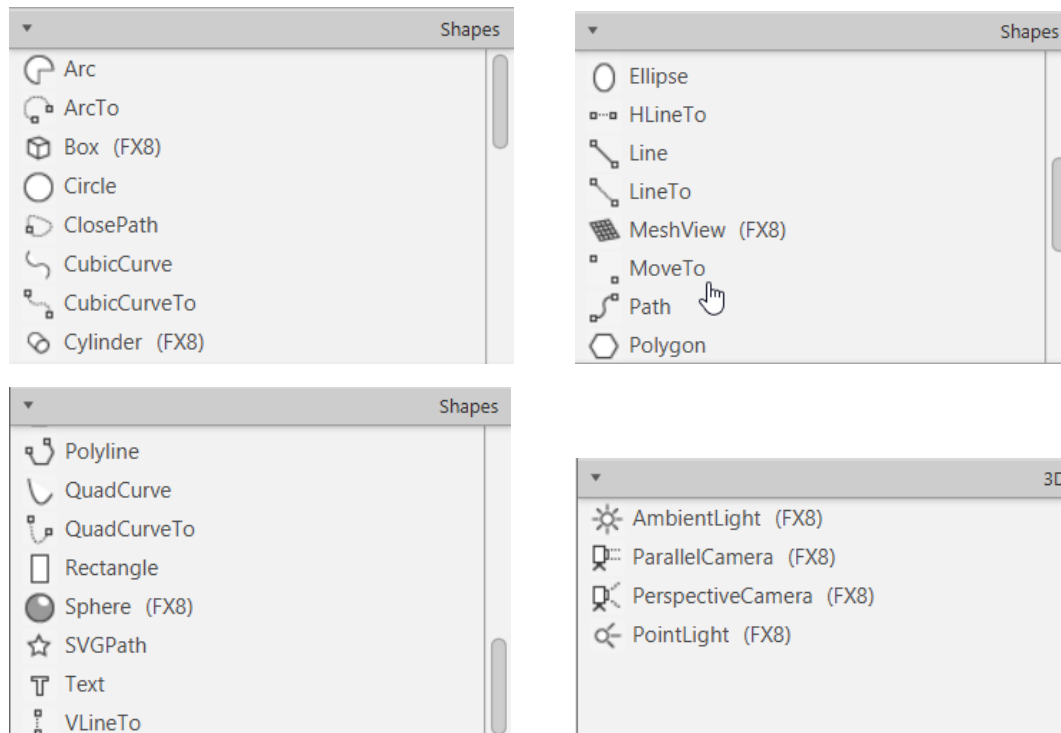 Shapes
Arc
ArcTo
Box (FX8)
Circle
ClosePath
CubicCurve
CubicCurveTo
Cylinder (FX8)
Shapes
Ellipse
HLineTo
Line
LineTo
MeshView (FX8)
MoveTo
Path
Polygon
Shapes
Polyline
QuadCurve
QuadCurveTo
Rectangle
Sphere (FX8)
SVGPath
Text
VLineTo
3D
AmbientLight (FX8)
ParallelCamera (FX8)
PerspectiveCamera (FX8)
PointLight (FX8)